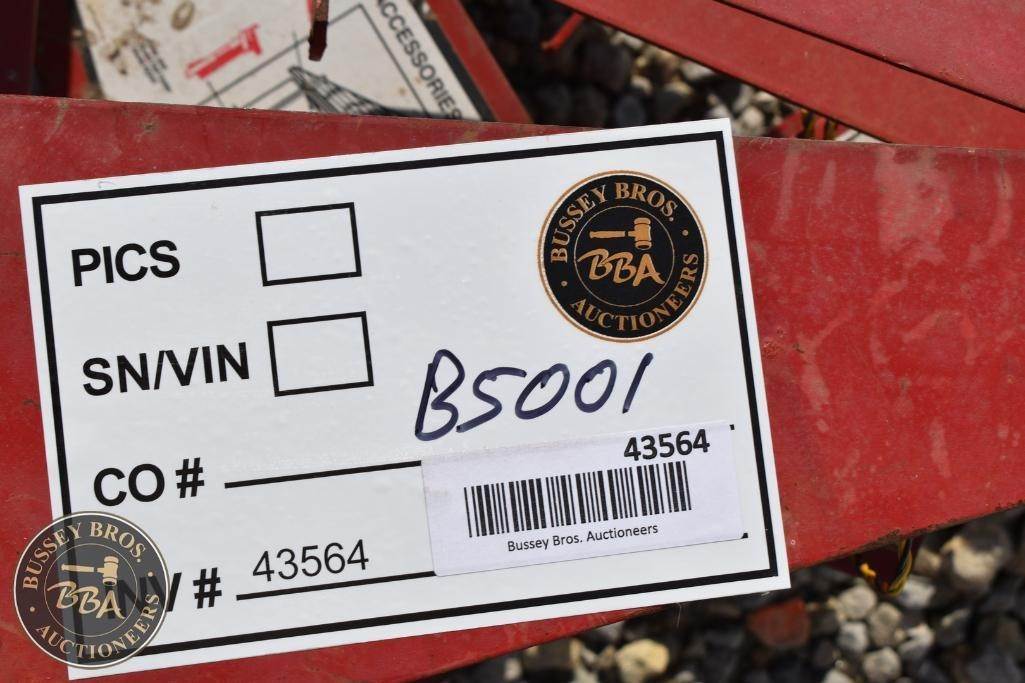 ACCESSORIES
PICS
BUSSEY BROS.
BBA
AUCTIONEERS
SN/VIN
B5001
CO #
43564
Bussey Bros. Auctioneers
INV # 43564
BUSSEY BROS.
BBA
AUCTIONEERS